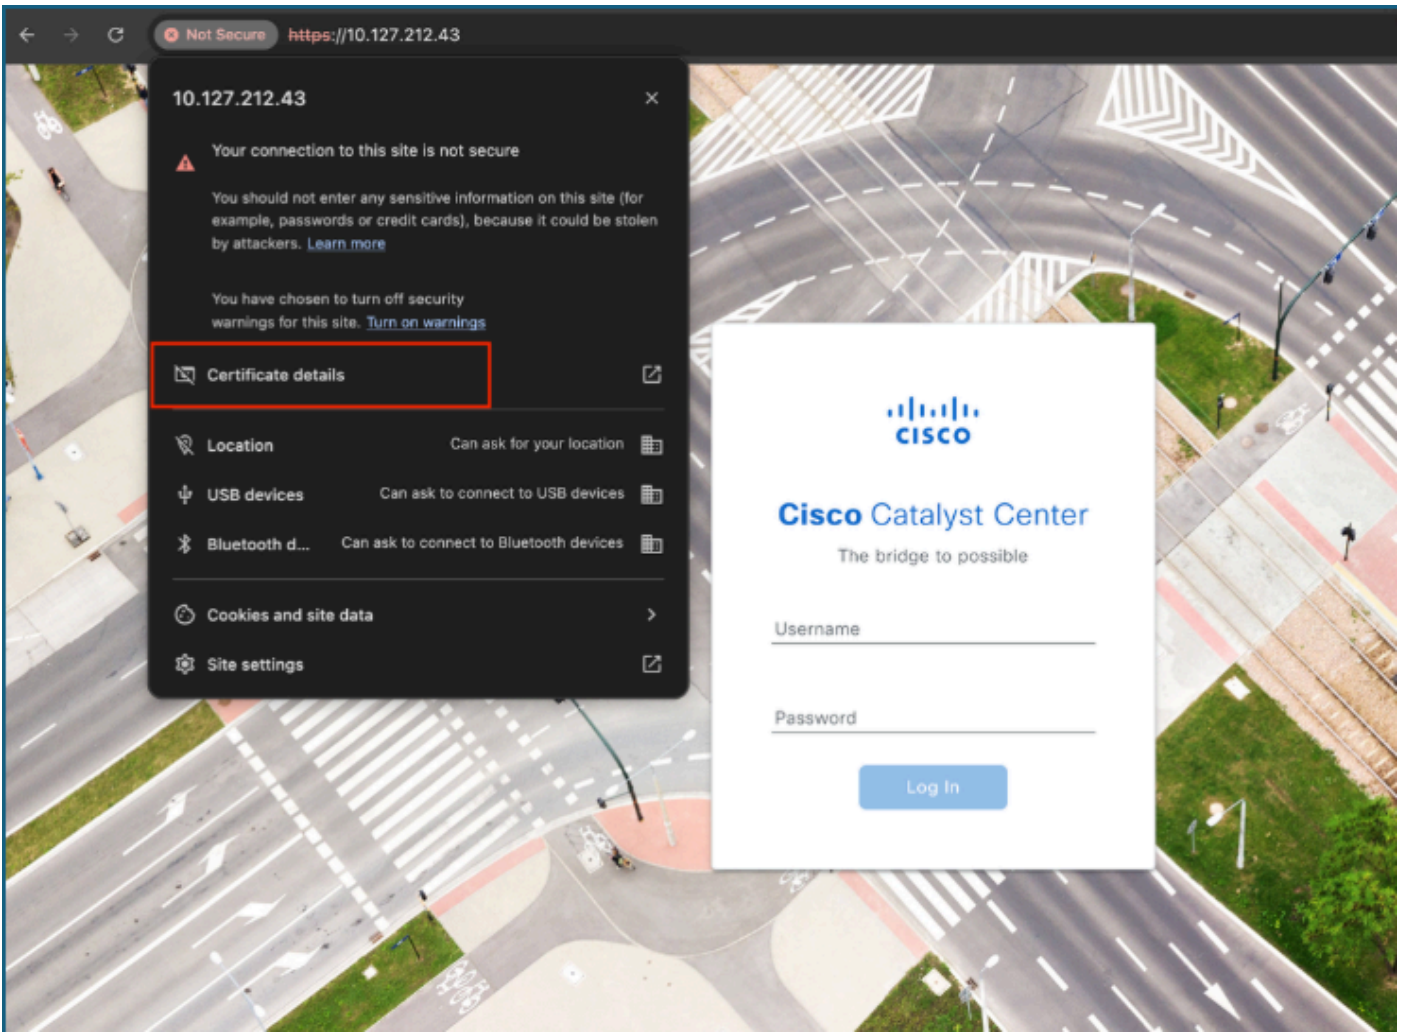 Not Secure https://10.127.212.43
10.127.212.43
Your connection to this site is not secure
You should not enter any sensitive information on this site (for
example, passwords or credit cards), because it could be stolen
by attackers. Learn more
You have chosen to turn off security
warnings for this site. Turn on warnings
Certificate details
Location Can ask for your location
USB devices Can ask to connect to USB devices
Bluetooth d... Can ask to connect to Bluetooth devices
Cookies and site data
Site settings
CISCO
Cisco Catalyst Center
The bridge to possible
Username
Password
Log In